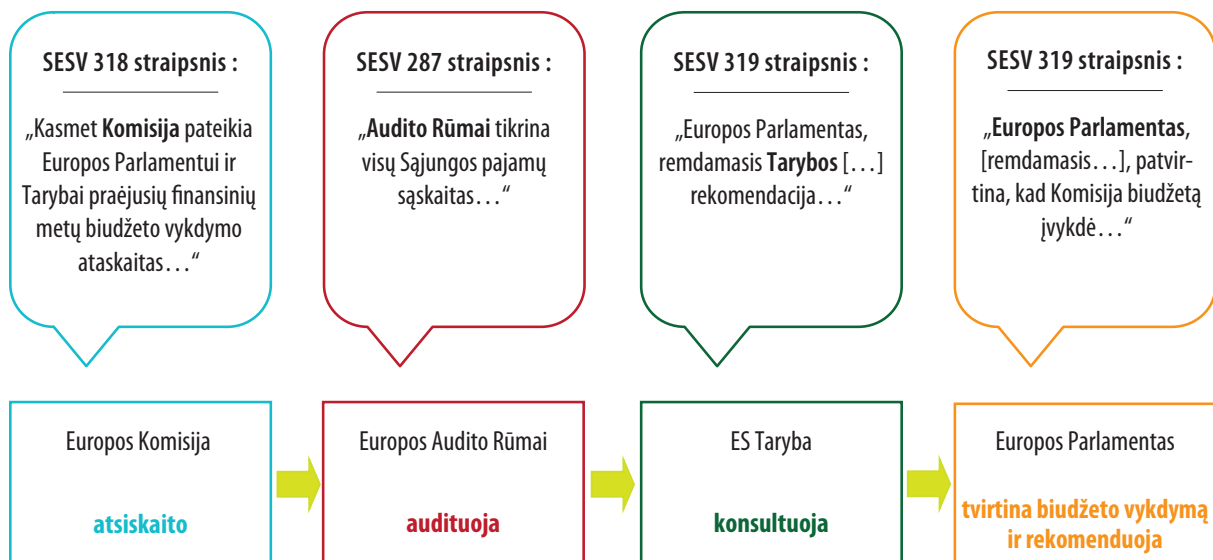 SESV 318 straipsnis :
„Kasmet Komisija pateikia
Europos Parlamentui ir
Tarybai praėjusių finansinių
metų biudžeto vykdymo
ataskaitas…“
SESV 287 straipsnis :
„Audito Rūmai tikrina
visų Sąjungos pajamų
sąskaitas…“
SESV 319 straipsnis :
„Europos Parlamentas,
remdamasis Tarybos […]
rekomendacija…“
SESV 319 straipsnis :
„Europos Parlamentas,
[remdamasis…], patvir-
tina, kad Komisija biudžetą
įvykdė…“
Europos Komisija
atsiskaito
Europos Audito Rūmai
audituoja
ES Taryba
konsultuoja
Europos Parlamentas
tvirtina biudžeto vykdymą
ir rekomenduoja